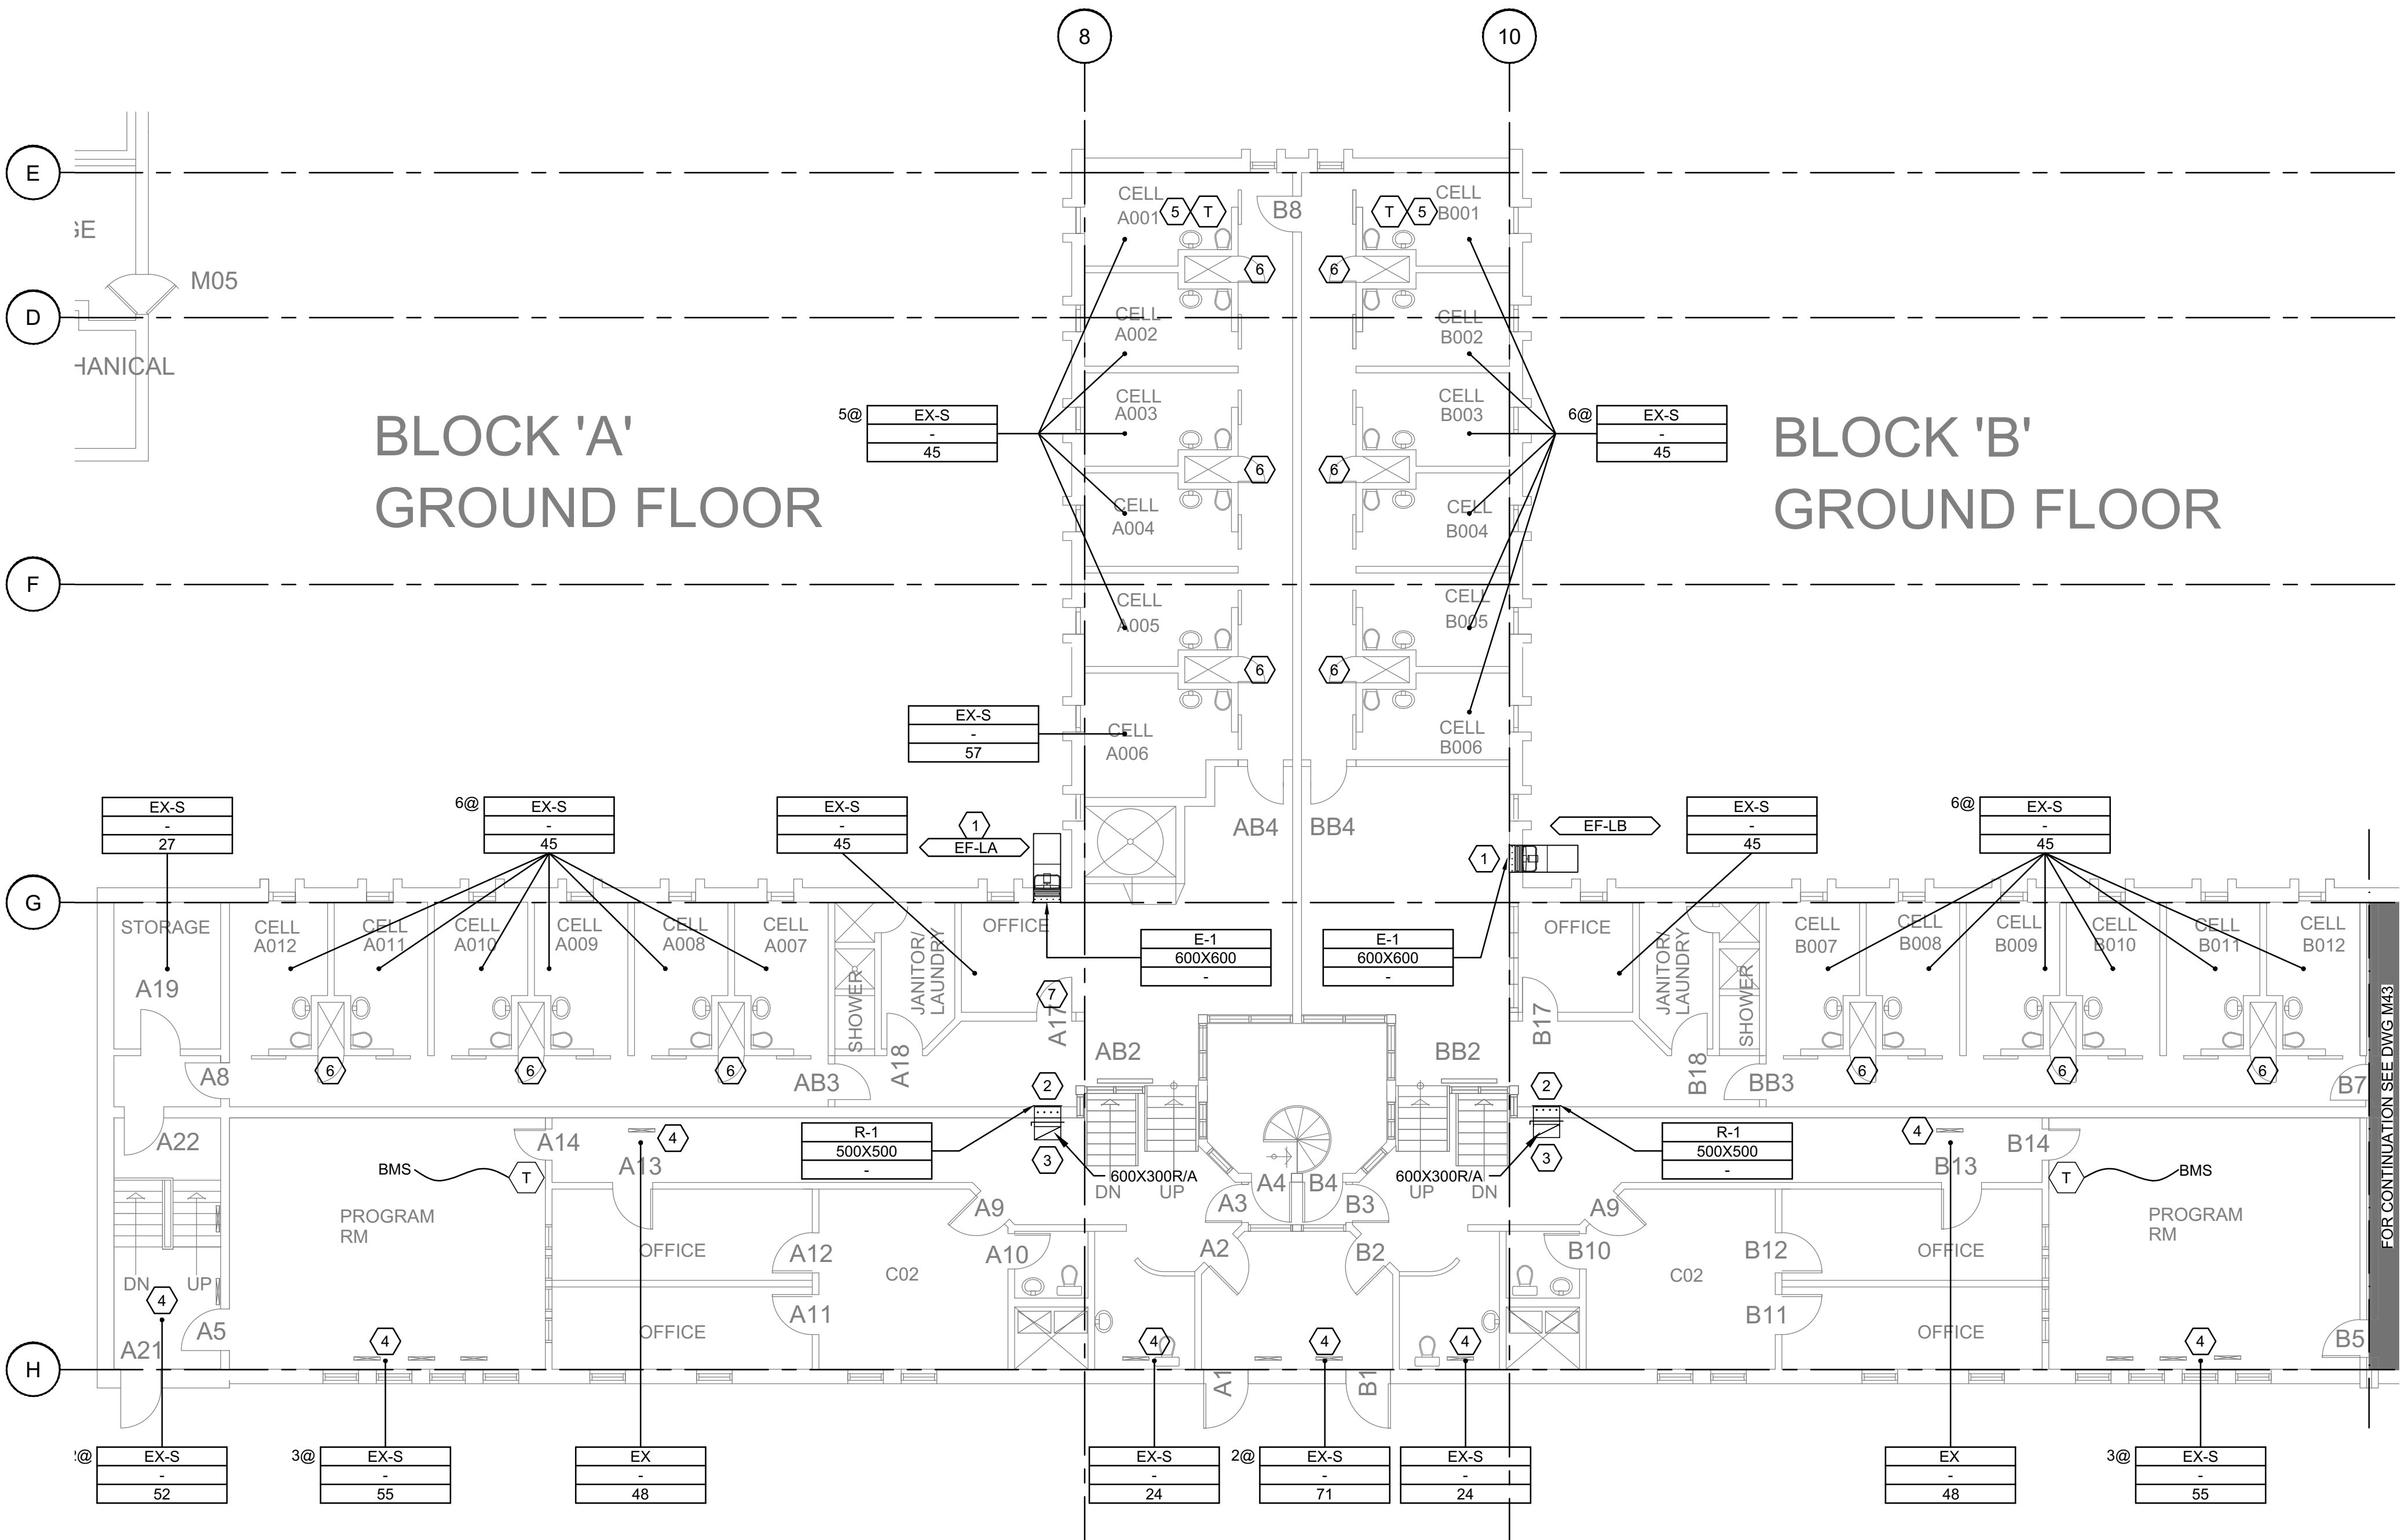 8
10
E
CELL
A001
5
T
B8
T
5
CELL
B001
M05
6
6
D
HANICAL
CELL
A002
CELL
B002
BLOCK 'A'
GROUND FLOOR
5@
EX-S
-
45
CELL
A003
CELL
B003
6@
EX-S
-
45
BLOCK 'B'
GROUND FLOOR
6
6
CELL
A004
CELL
B004
F
CELL
A005
CELL
B005
6
6
EX-S
-
57
CELL
A006
CELL
B006
EX-S
-
27
6@
EX-S
-
45
EX-S
-
45
1
EF-LA
AB4
BB4
EF-LB
1
EX-S
-
45
6@
EX-S
-
45
G
STORAGE
CELL
A012
CELL
A011
CELL
A010
CELL
A009
CELL
A008
CELL
A007
SHOWER
JANITOR/
LAUNDRY
OFFICE
E-1
600X600
-
E-1
600X600
-
OFFICE
JANITOR/
LAUNDRY
SHOWER
CELL
B007
CELL
B008
CELL
B009
CELL
B010
CELL
B011
CELL
B012
A19
7
A17
B17
A8
6
6
6
AB3
A18
AB2
BB2
B18
BB3
6
6
6
B7
FOR CONTINUATION SEE DWG M43
2
2
A22
A14
4
A13
R-1
500X500
-
3
600X300R/A
600X300R/A
3
R-1
500X500
-
4
B13
B14
BMS
T
T
BMS
DN
UP
A3
A4
B4
B3
UP
DN
PROGRAM
RM
OFFICE
A12
A9
A10
C02
A2
B2
A9
B10
C02
B12
OFFICE
PROGRAM
RM
DN
UP
4
A5
A11
OFFICE
B11
OFFICE
B5
A21
4
4
4
4
4
H
A1
B1
EX-S
-
52
3@
EX-S
-
55
EX
-
48
EX-S
-
24
2@
EX-S
-
71
EX-S
-
24
EX
-
48
3@
EX-S
-
55